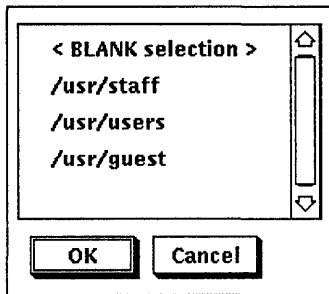 < BLANK selection >
/usr/staff
/usr/users
/usr/guest
OK Cancel